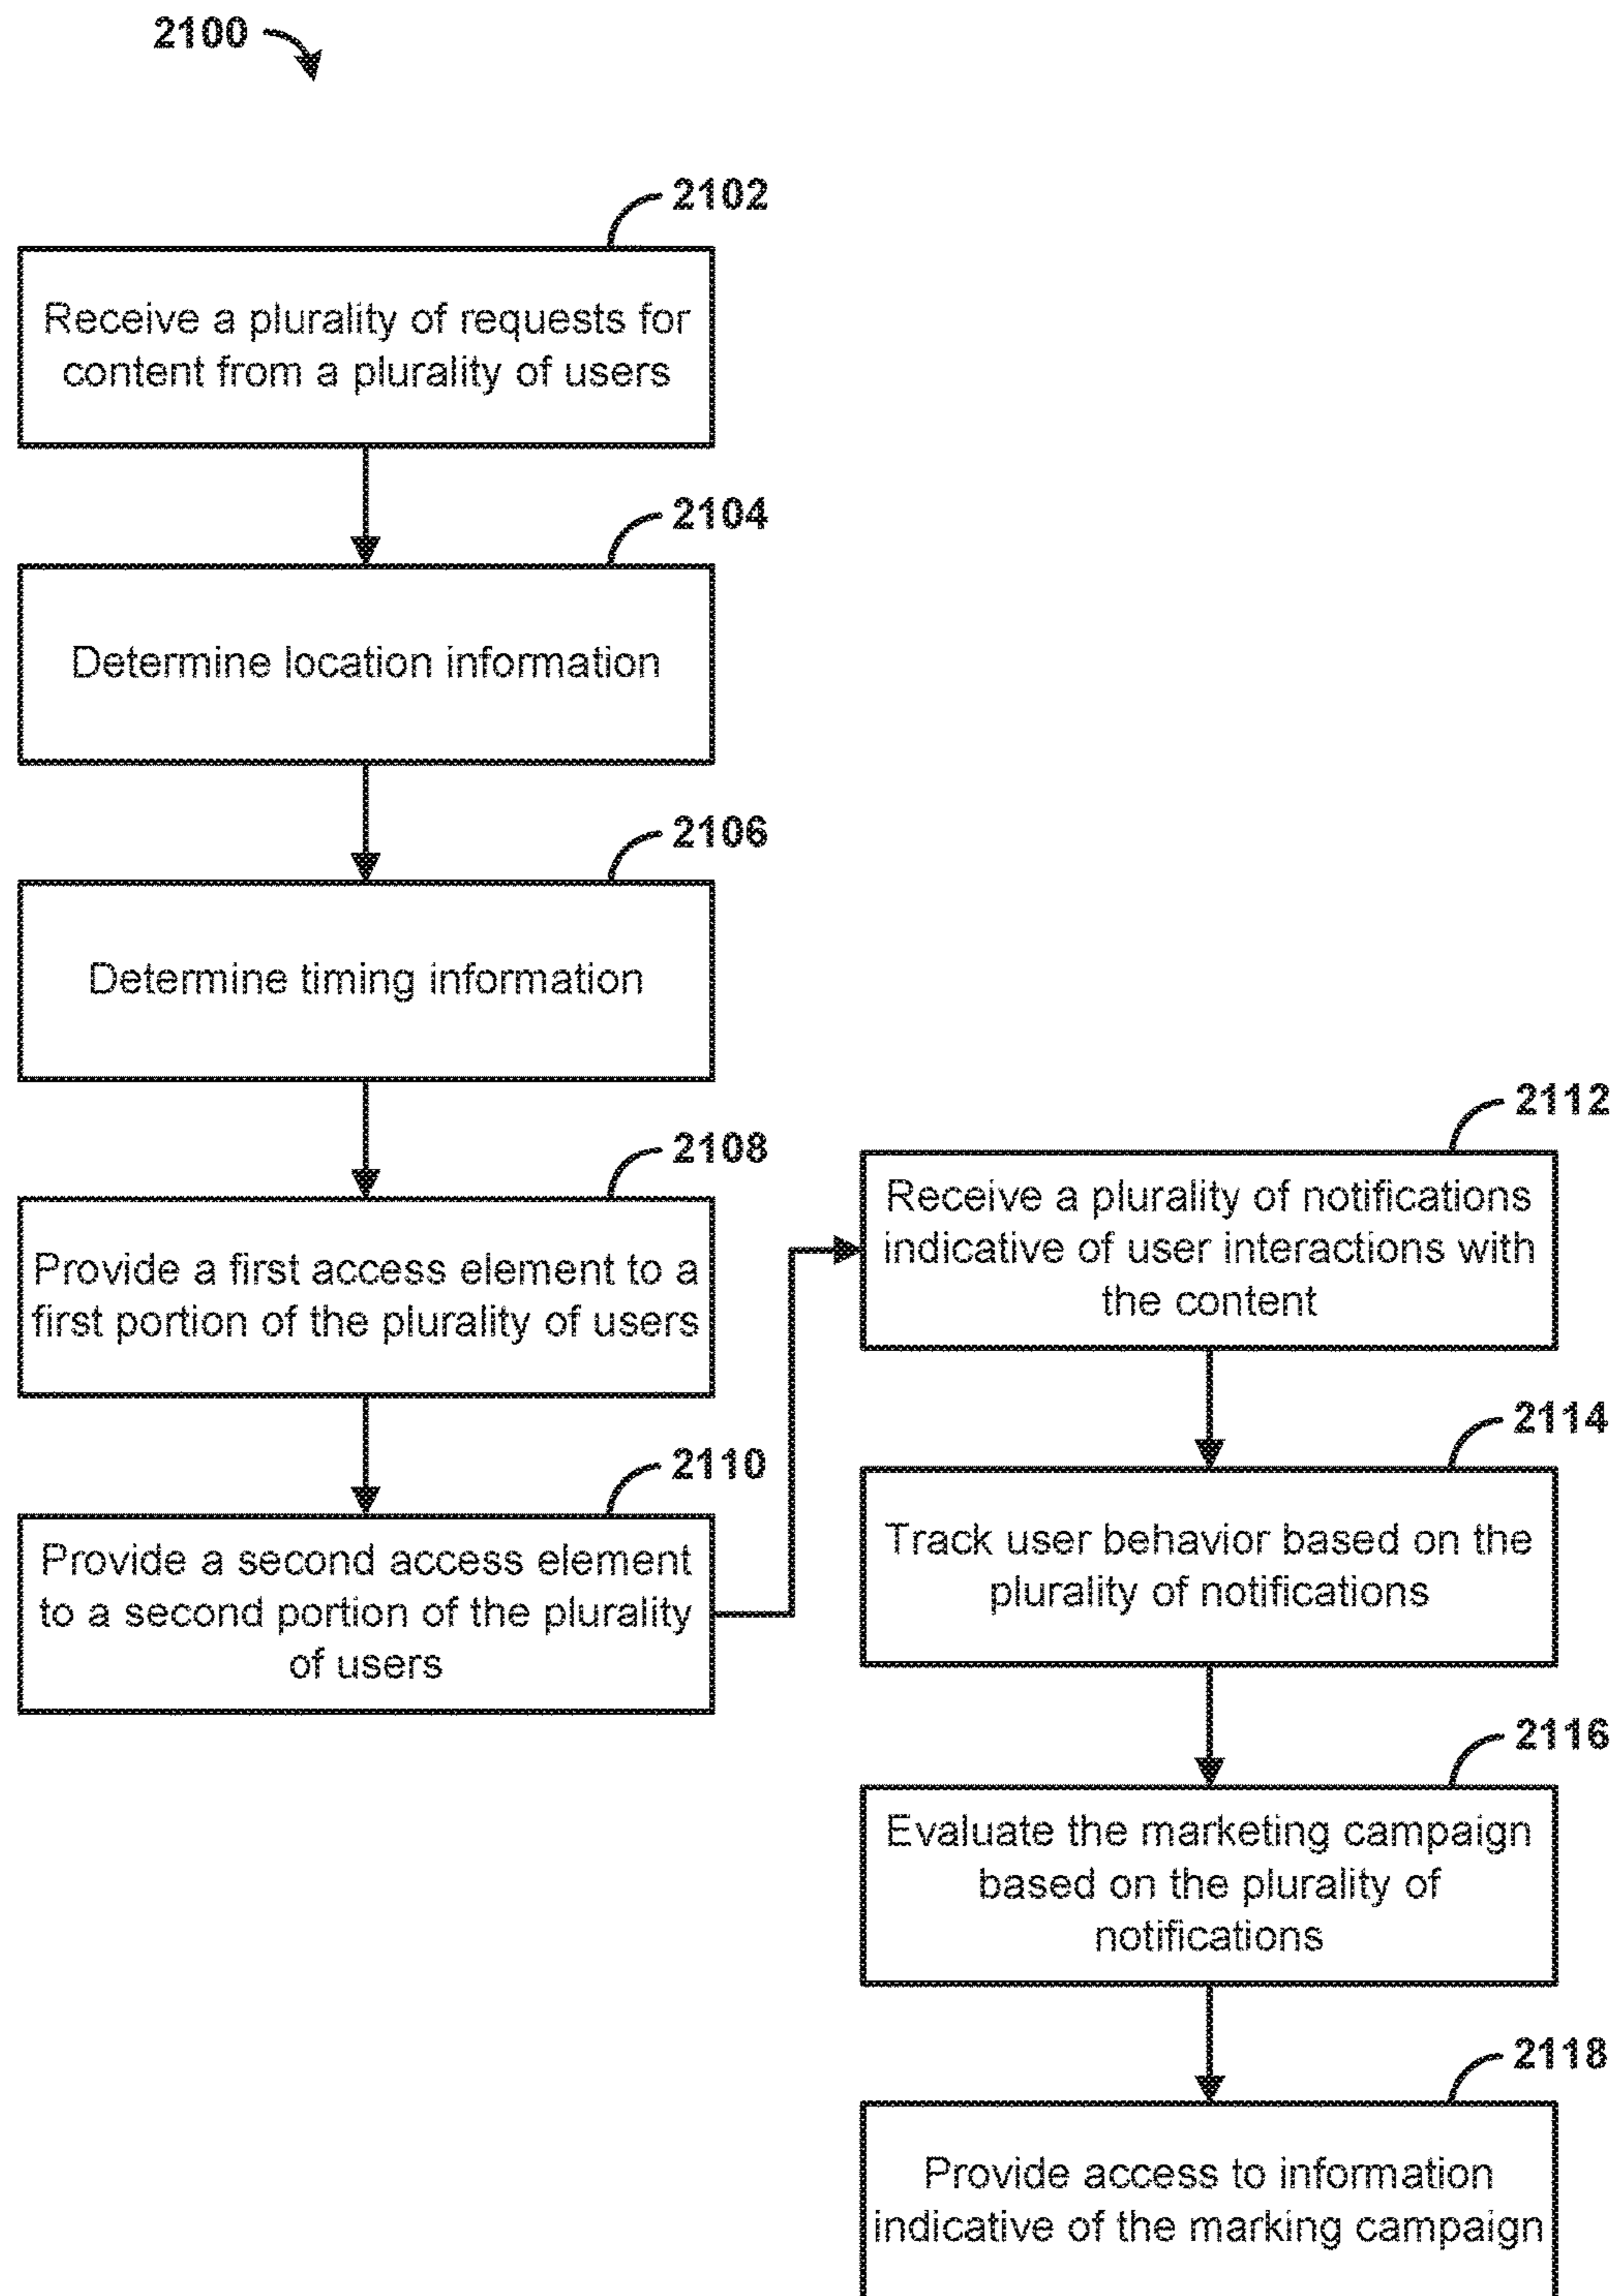 2100
2102
Receive a plurality of requests for
content from a plurality of users
2104
Determine location information
2106
Determine timing information
2108
Provide a first access element to a
first portion of the plurality of users
2110
Provide a second access element
to a second portion of the plurality
of users
2112
Receive a plurality of notifications
indicative of user interactions with
the content
2114
Track user behavior based on the
plurality of notifications
2116
Evaluate the marketing campaign
based on the plurality of
notifications
2118
Provide access to information
indicative of the marking campaign